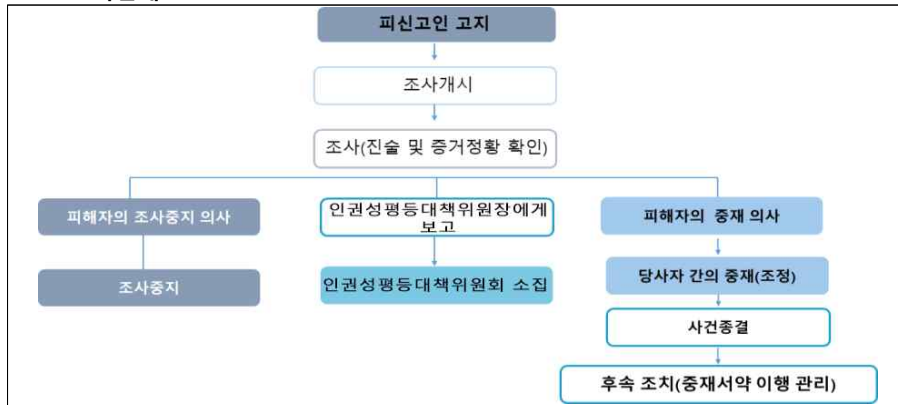 피신고인 고지
조사개시
조사(진술 및 증거정황 확인)
피해자의 조사중지 의사
인권성평등대책위원장에게
보고
피해자의 중재 의사
조사중지
인권성평등대책위원회 소집
당사자 간의 중재(조정)
사건종결
후속 조치(중재서약 이행 관리)